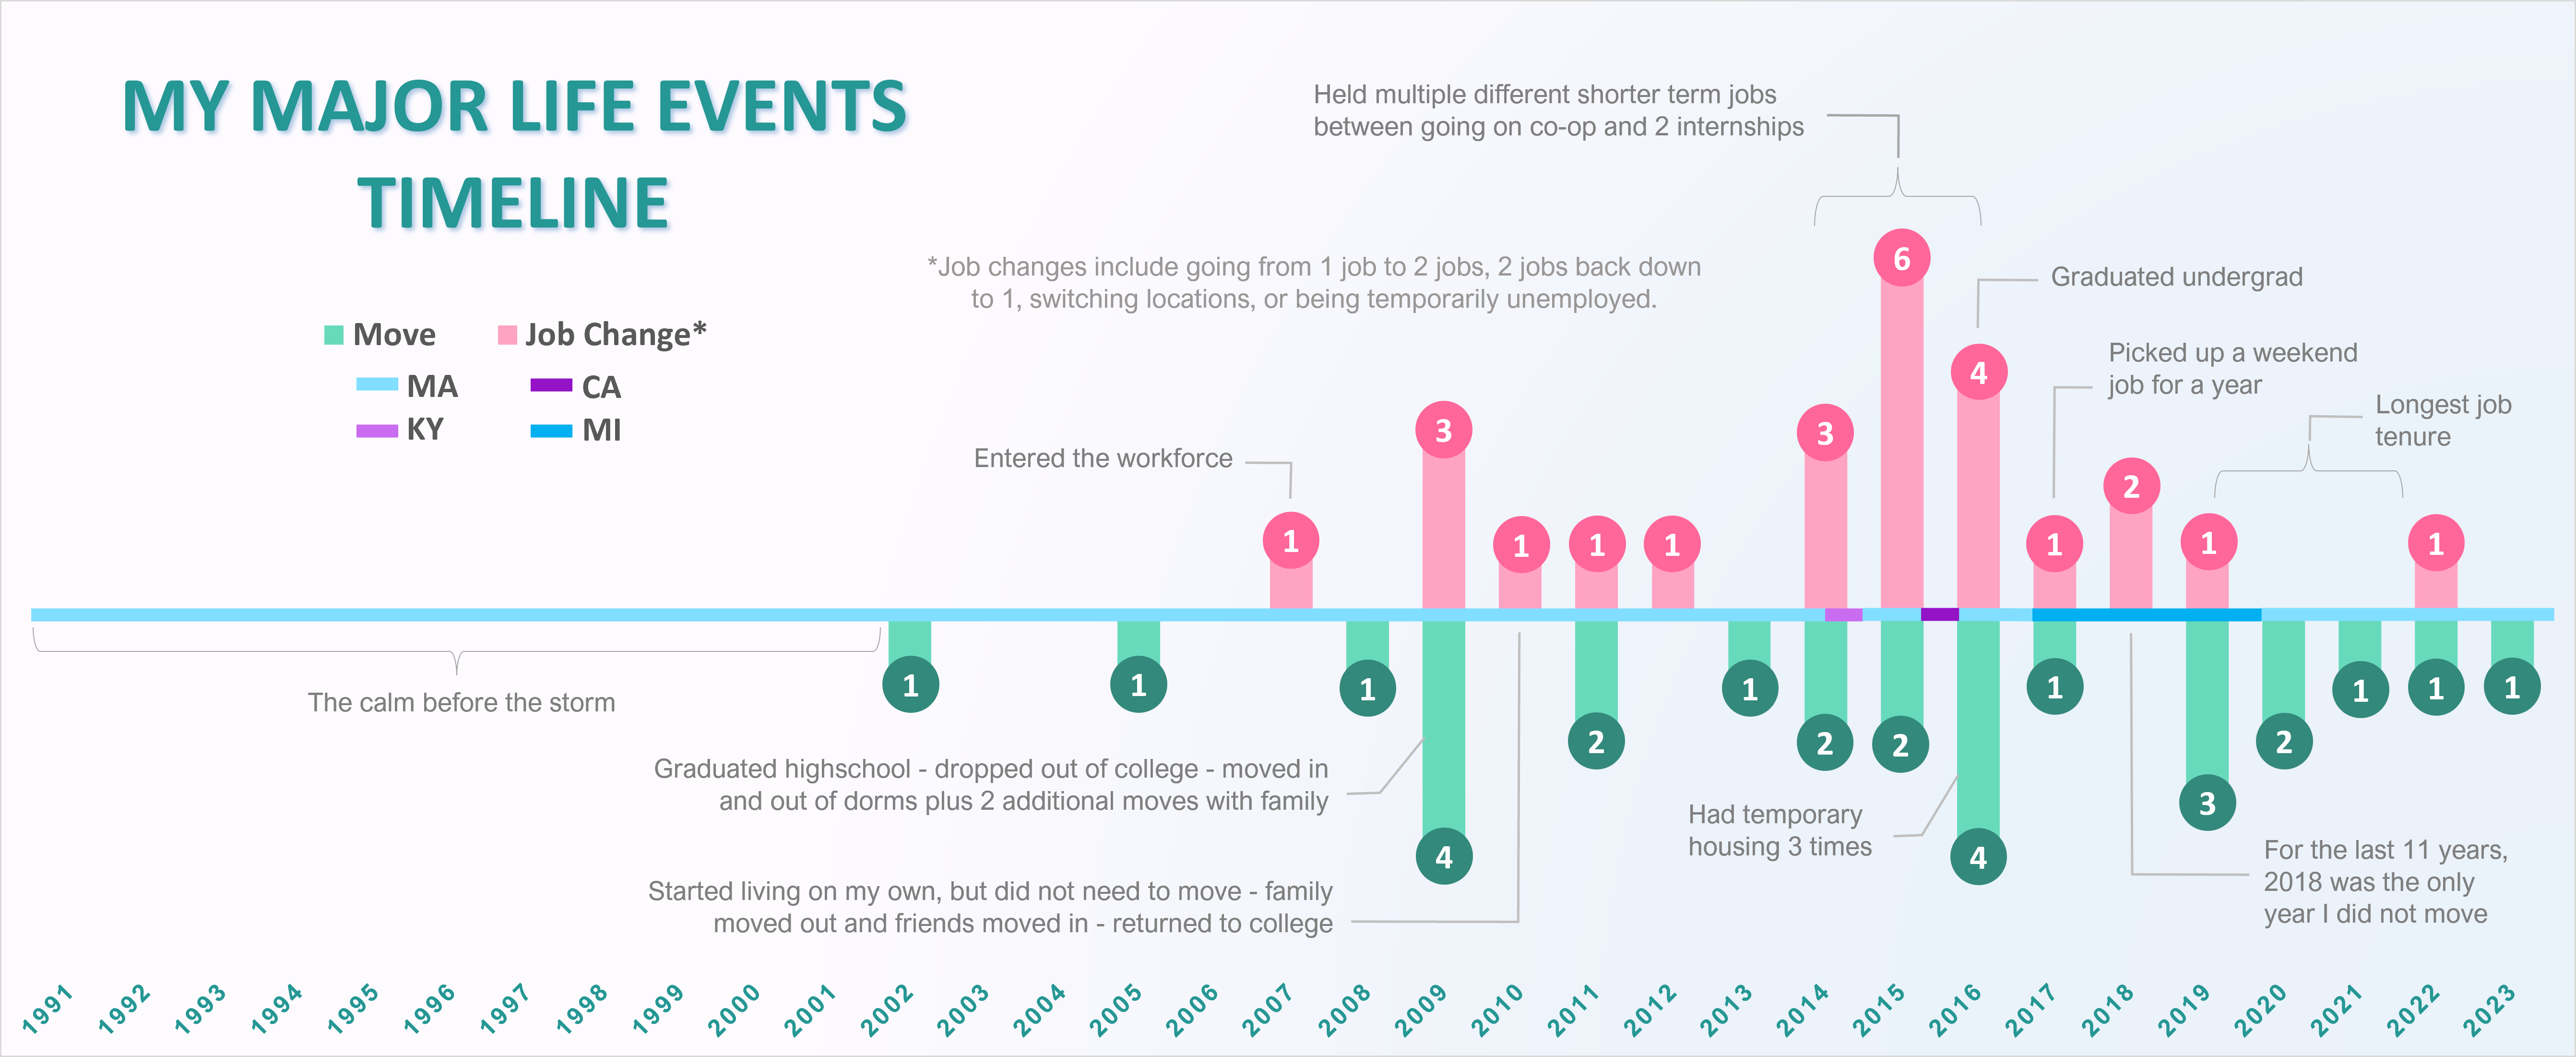 MY MAJOR LIFE EVENTS
TIMELINE
Move
Job Change*
MA
CA
KY
MI
Held multiple different shorter term jobs
between going on co-op and 2 internships
*Job changes include going from 1 job to 2 jobs, 2 jobs back down
to 1, switching locations, or being temporarily unemployed.
Graduated undergrad
Picked up a weekend
job for a year
Longest job
tenure
Entered the workforce
1
3
1
1
1
3
6
4
1
2
1
1
1
1
1
4
2
1
2
2
4
1
3
2
1
1
1
The calm before the storm
Graduated highschool - dropped out of college - moved in
and out of dorms plus 2 additional moves with family
Started living on my own, but did not need to move - family
moved out and friends moved in - returned to college
Had temporary
housing 3 times
For the last 11 years,
2018 was the only
year I did not move
1991
1992
1993
1994
1995
1996
1997
1998
1999
2000
2001
2002
2003
2004
2005
2006
2007
2008
2009
2010
2011
2012
2013
2014
2015
2016
2017
2018
2019
2020
2021
2022
2023